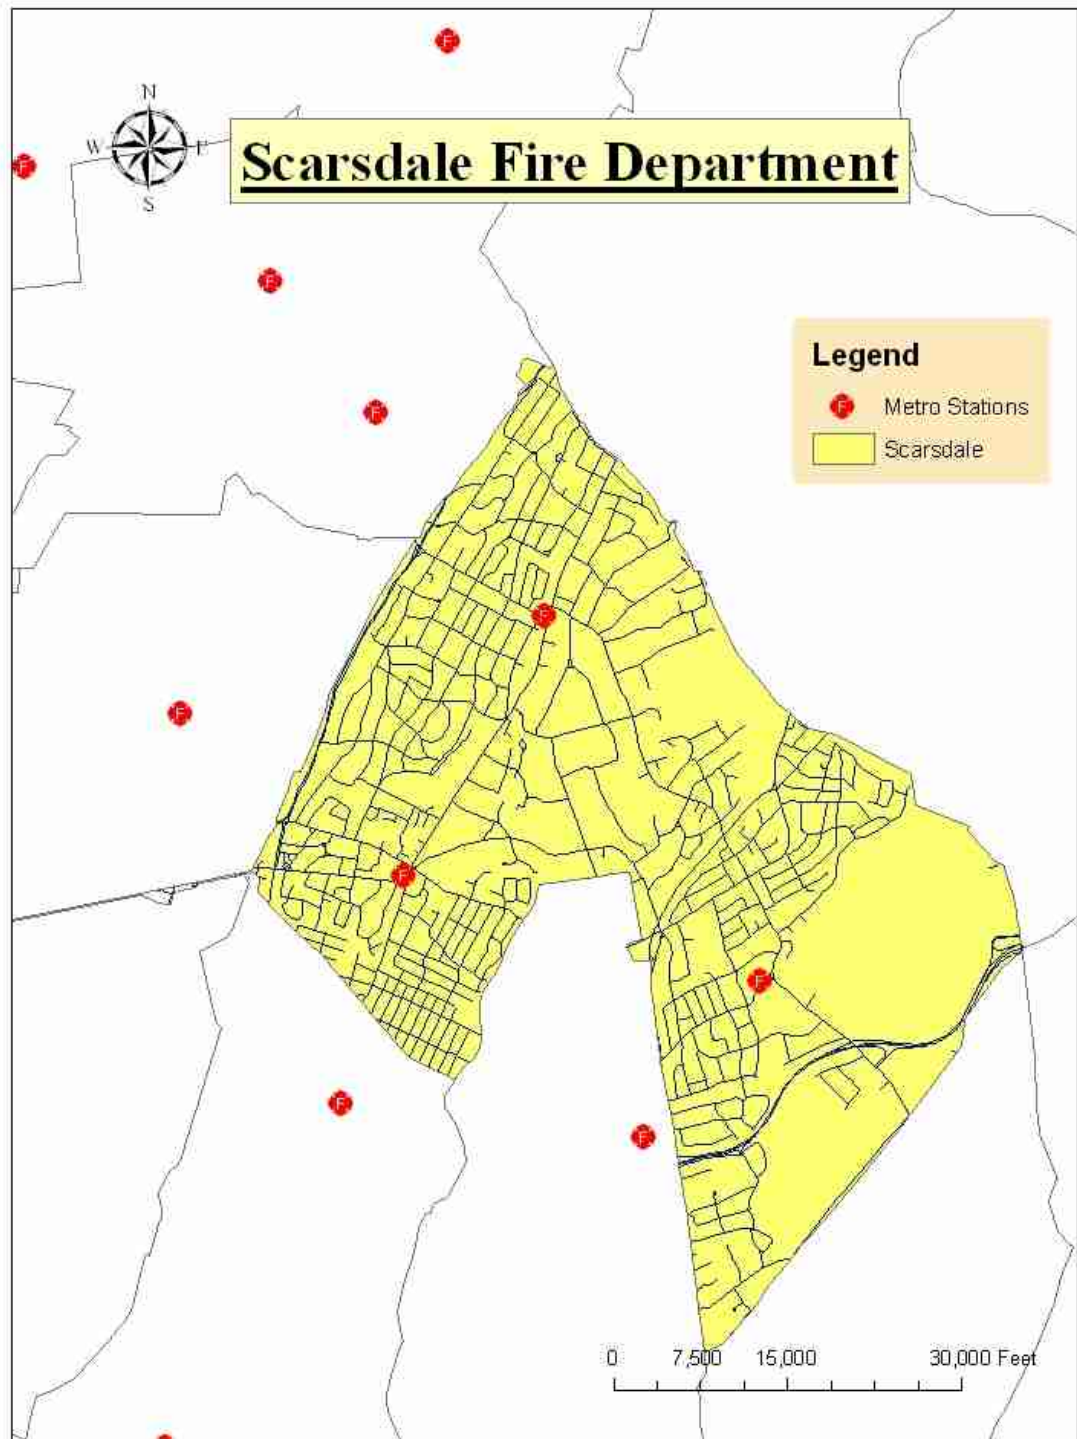 F
N
W E
S
Scarsdale Fire Department
F
F
Legend
F Metro Stations
Scarsdale
F
F
F
F
F
F
F
0 7,500 15,000 30,000 Feet